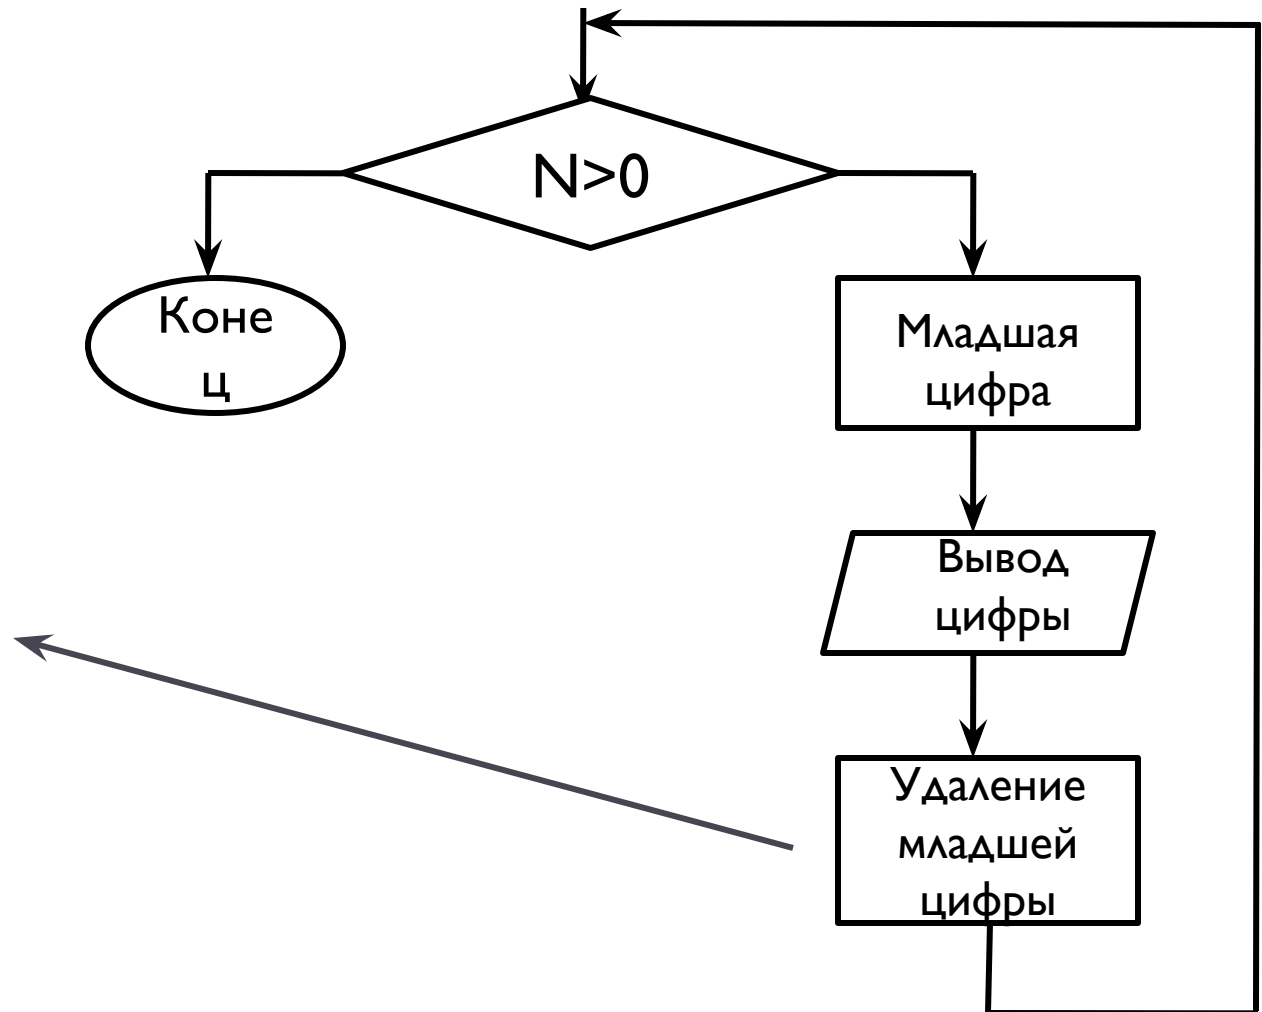 N>0
Коне
ц
Младшая
цифра
Вывод
цифры
Удаление
младшей
цифры